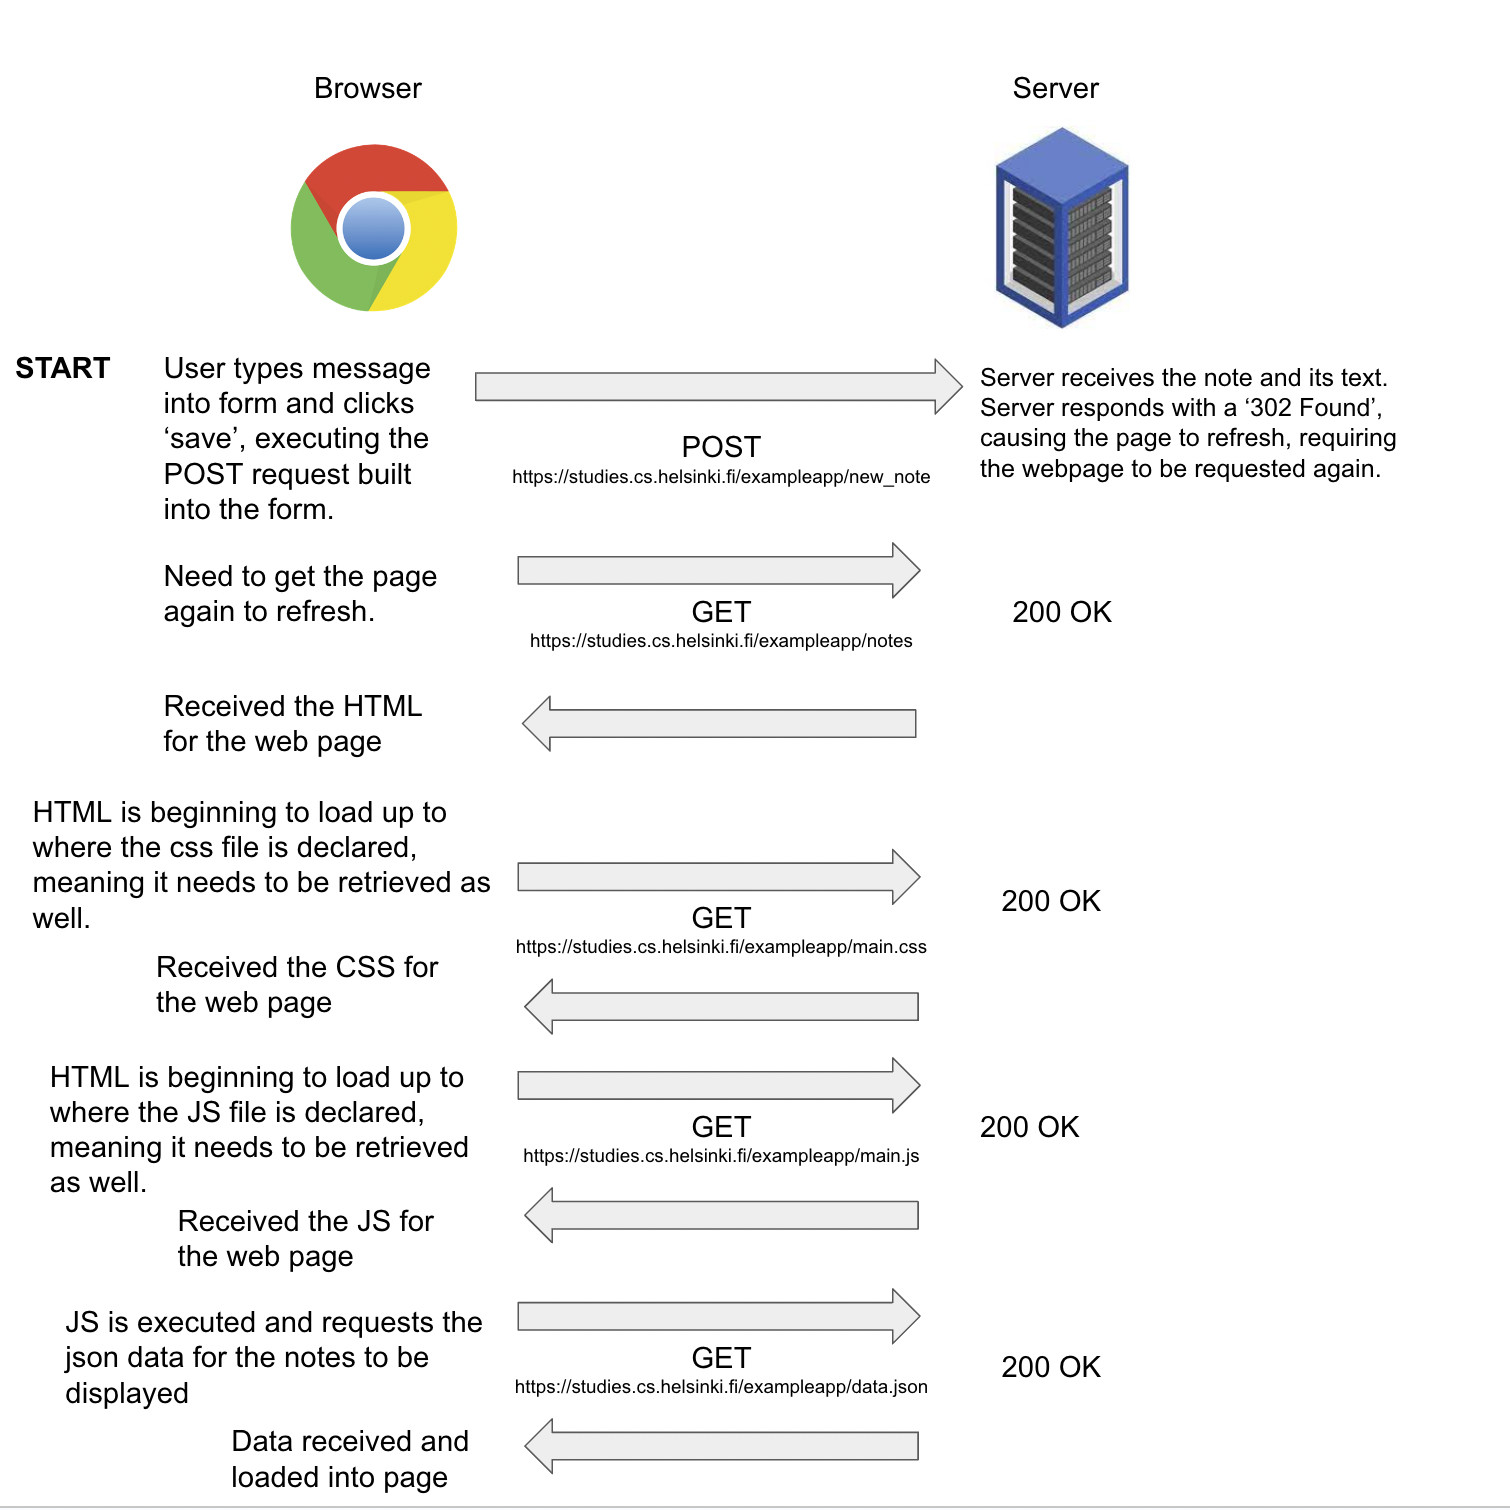 Browser
Server
START
User types message
into form and clicks
‘save’, executing the
POST request built
into the form.
POST
https://studies.cs.helsinki.fi/exampleapp/new_note
Server receives the note and its text.
Server responds with a ‘302 Found’,
causing the page to refresh, requiring
the webpage to be requested again.
Need to get the page
again to refresh.
GET
https://studies.cs.helsinki.fi/exampleapp/notes
200 OK
Received the HTML
for the web page
HTML is beginning to load up to
where the css file is declared,
meaning it needs to be retrieved as
well.
GET
https://studies.cs.helsinki.fi/exampleapp/main.css
200 OK
Received the CSS for
the web page
HTML is beginning to load up to
where the JS file is declared,
meaning it needs to be retrieved
as well.
GET
https://studies.cs.helsinki.fi/exampleapp/main.js
200 OK
Received the JS for
the web page
JS is executed and requests the
json data for the notes to be
displayed
GET
https://studies.cs.helsinki.fi/exampleapp/data.json
200 OK
Data received and
loaded into page